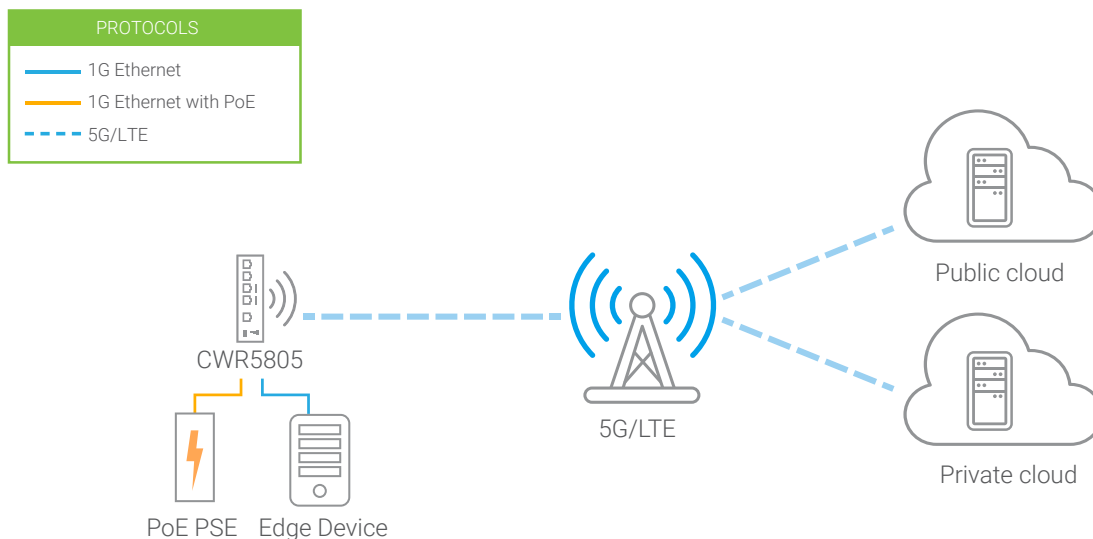 PROTOCOLS
1G Ethernet
1G Ethernet with PoE
5G/LTE
Public cloud
CWR5805
5G/LTE
Private cloud
PoE PSE
Edge Device